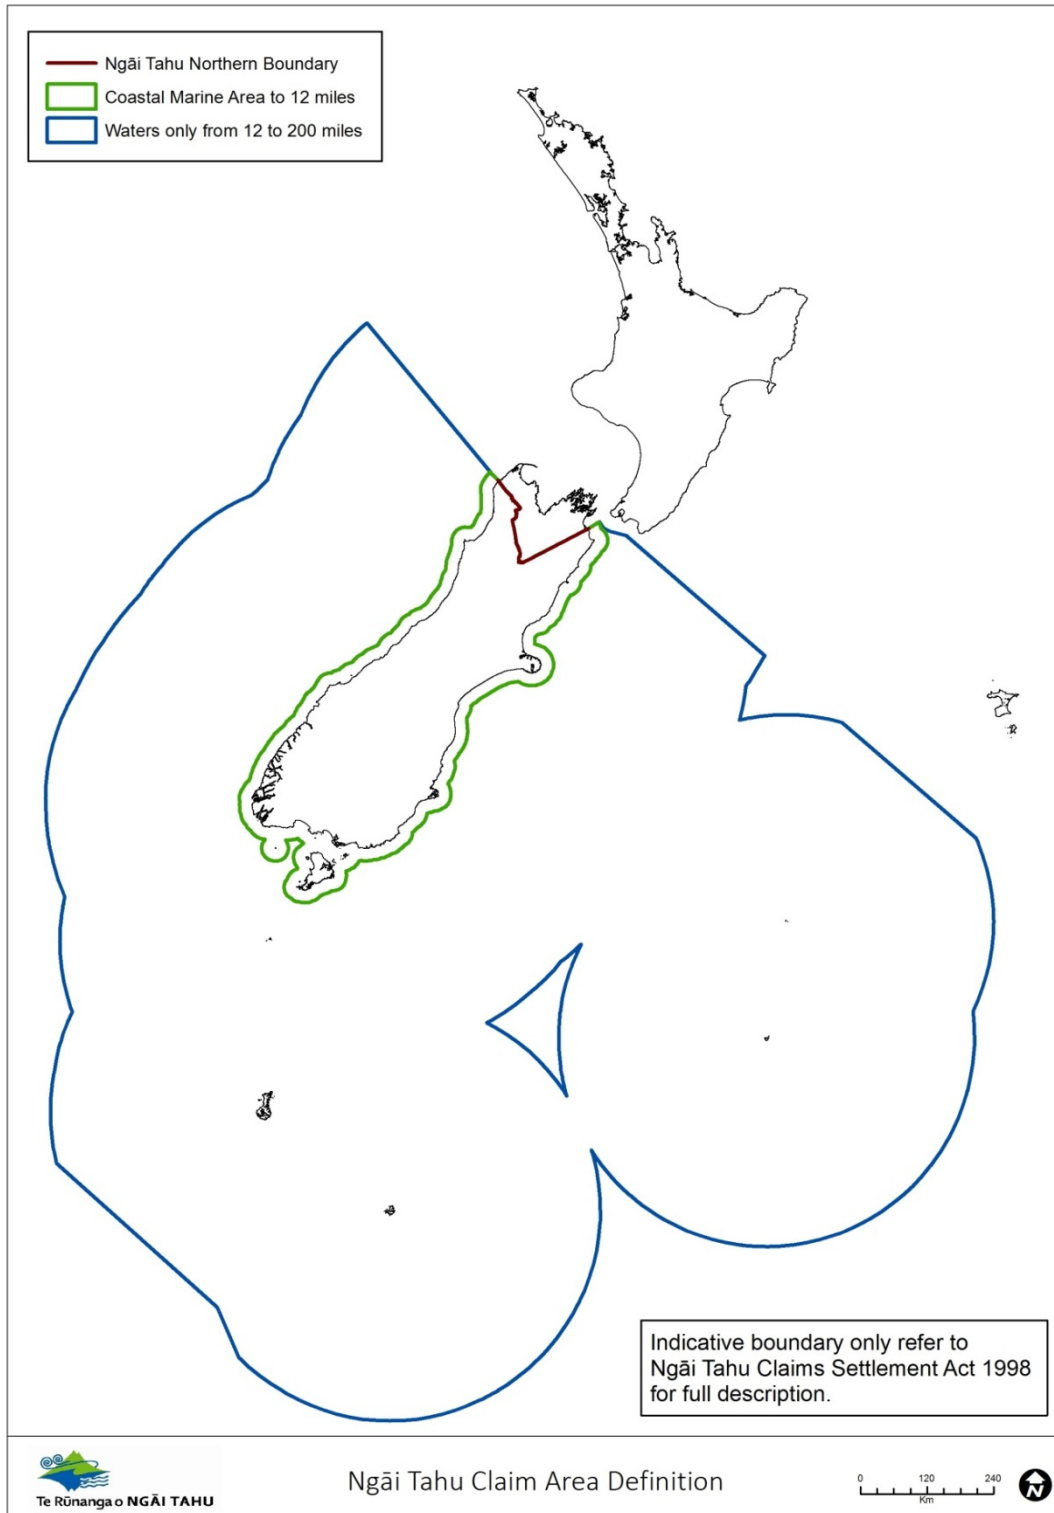 Ngāi Tahu Northern Boundary
Coastal Marine Area to 12 miles
Waters only from 12 to 200 miles
Indicative boundary only refer to
Ngāi Tahu Claims Settlement Act 1998
for full description.
Te Rūnanga o NGĀI TAHU
Ngāi Tahu Claim Area Definition
0 120 240
Km
N